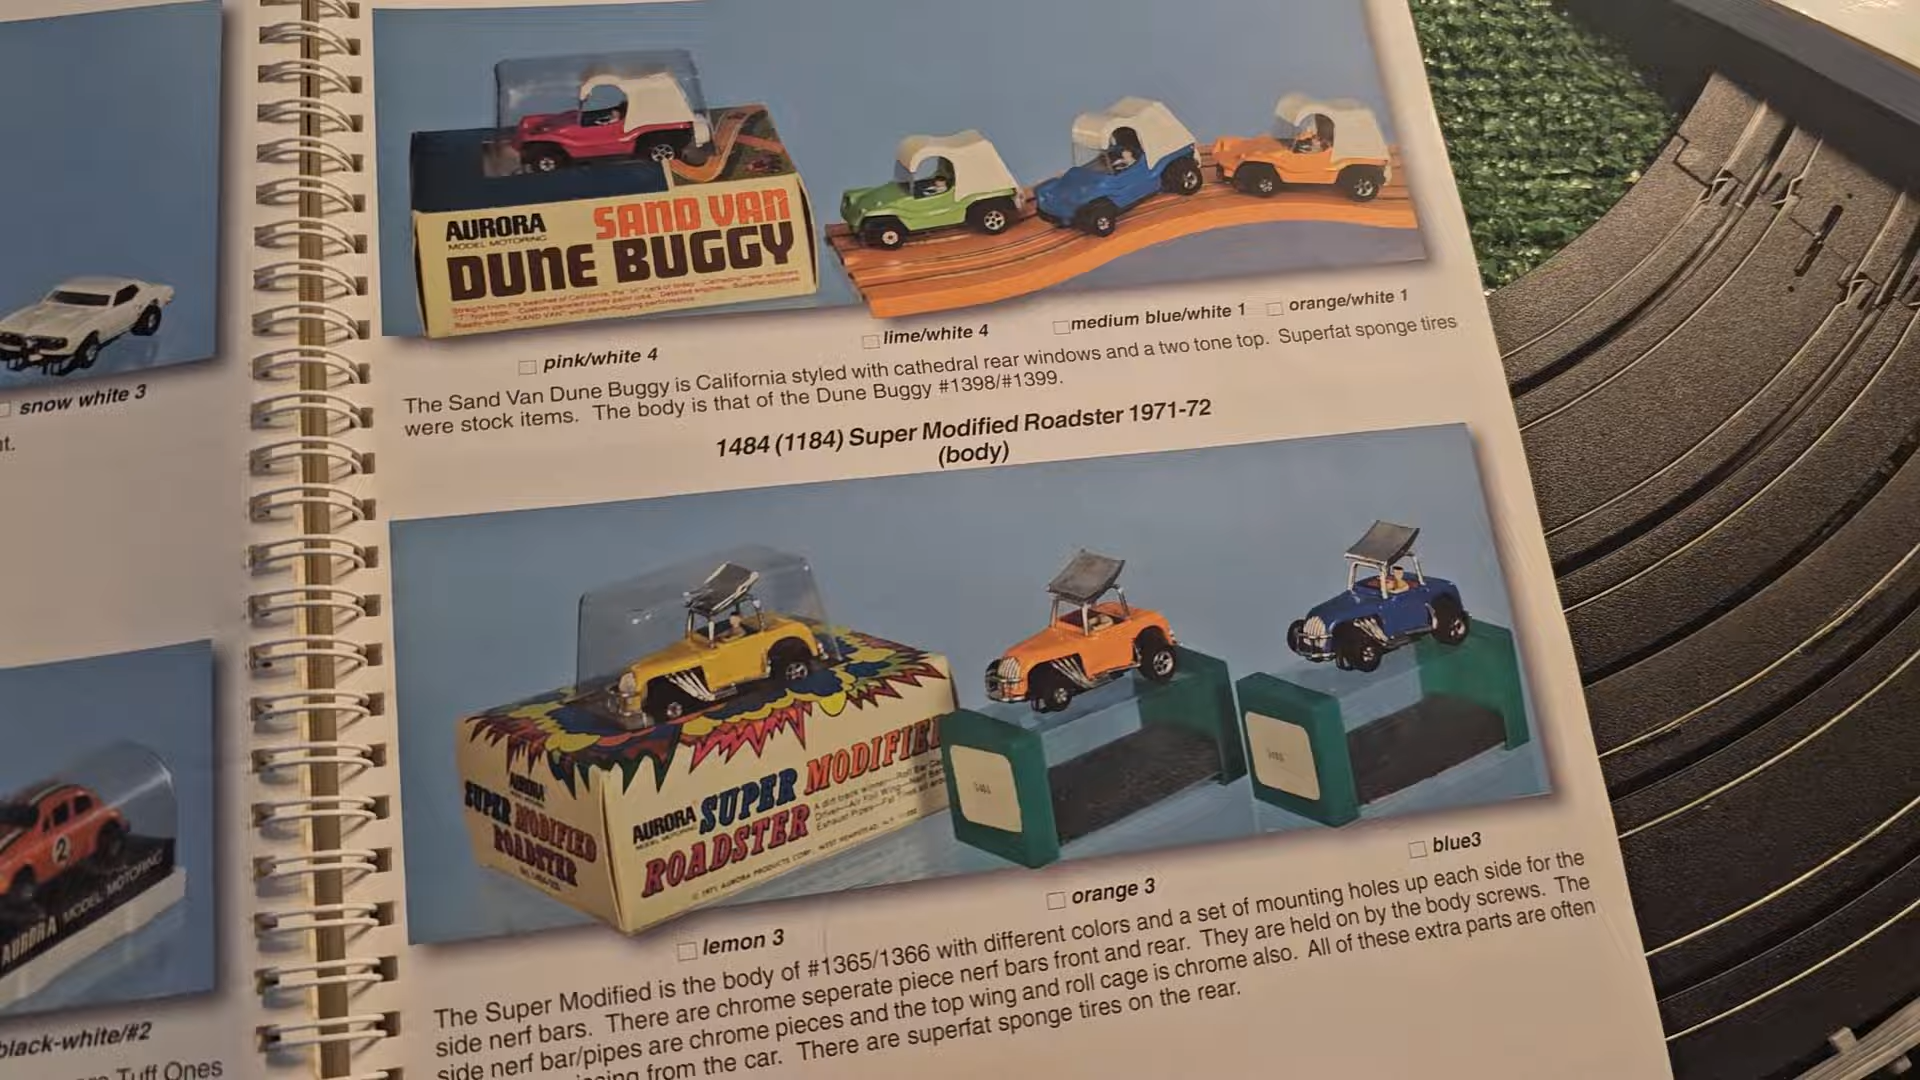 snow white 3
nt.
2
AURORA MODEL MOTORING
black-white/#2
Tuff Ones
AURORA
MODEL MOTORING
SAND VAN
DUNE BUGGY
pink/white 4
lime/white 4
medium blue/white 1
orange/white 1
The Sand Van Dune Buggy is California styled with cathedral rear windows and a two tone top. Superfat sponge tires
were stock items. The body is that of the Dune Buggy #1398/#1399.
1484 (1184) Super Modified Roadster 1971-72
(body)
AURORA
SUPER MODIFIED
ROADSTER
AURORA
MODEL MOTORING
SUPER MODIFIED
ROADSTER
lemon 3
orange 3
blue3
The Super Modified is the body of #1365/1366 with different colors and a set of mounting holes up each side for the
side nerf bars. There are chrome seperate piece nerf bars front and rear. They are held on by the body screws. The
side nerf bar/pipes are chrome pieces and the top wing and roll cage is chrome also. All of these extra parts are often
from the car. There are superfat sponge tires on the rear.